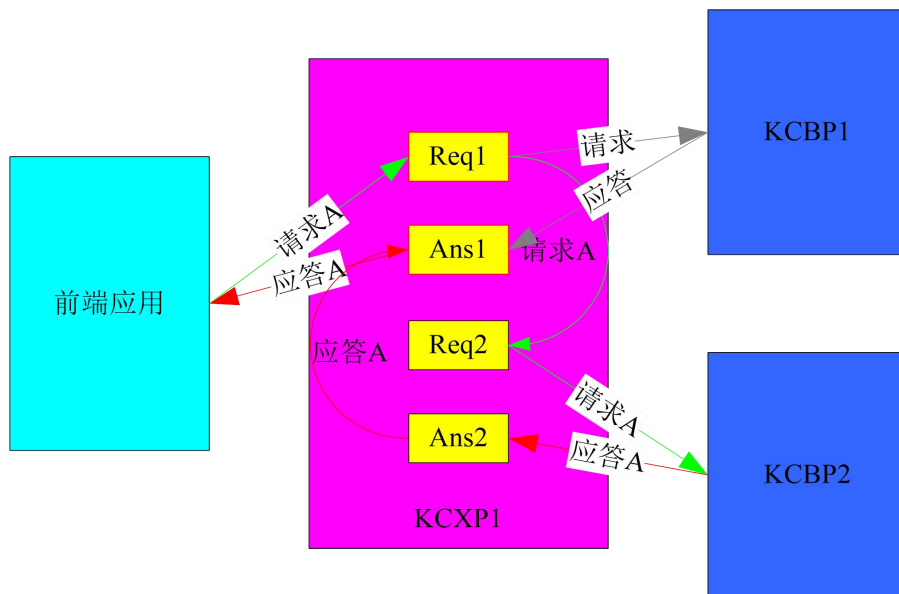 KCBP1
请求
Req1
应答
请求A
Ans1
请求A
应答A
前端应用
Req2
应答A
请求A
Ans2
应答A
KCBP2
KCXP1